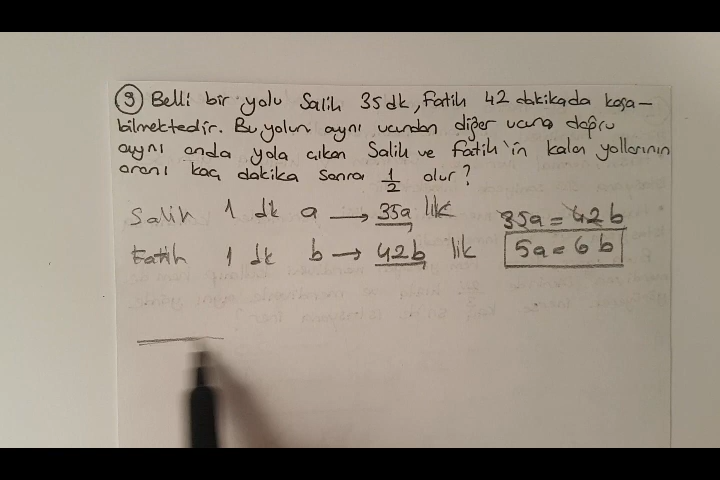 9 Belli bir yolu Salih 35 dk, Fatih 42 dakikada koşa-
bilmektedir. Bu yolun aynı ucundan diğer ucuna doğru
aynı anda yola çıkan Salih ve Fatih'in kalan yollarının
oranı kaç dakika sonra 1/2 olur?
Salih 1 dk a → 35a lık 35a = 42b
Fatih 1 dk b → 42b lik 5a = 6b